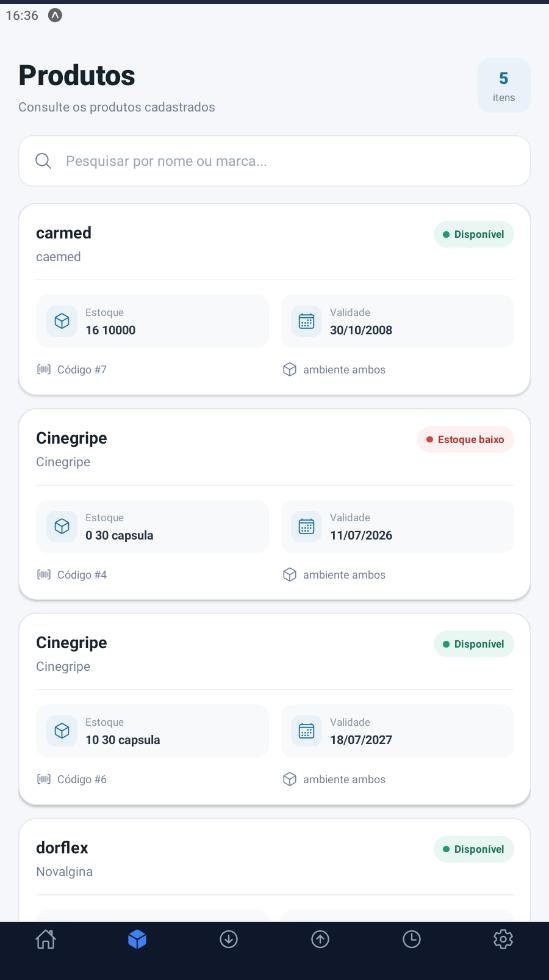 16:36
Produtos
5
itens
Consulte os produtos cadastrados
Pesquisar por nome ou marca...
carmed
Disponível
caemed
Estoque
16 10000
Validade
30/10/2008
Código #7
ambiente ambos
Cinegripe
Estoque baixo
Cinegripe
Estoque
0 30 capsula
Validade
11/07/2026
Código #4
ambiente ambos
Cinegripe
Disponível
Cinegripe
Estoque
10 30 capsula
Validade
18/07/2027
Código #6
ambiente ambos
dorflex
Disponível
Novalgina